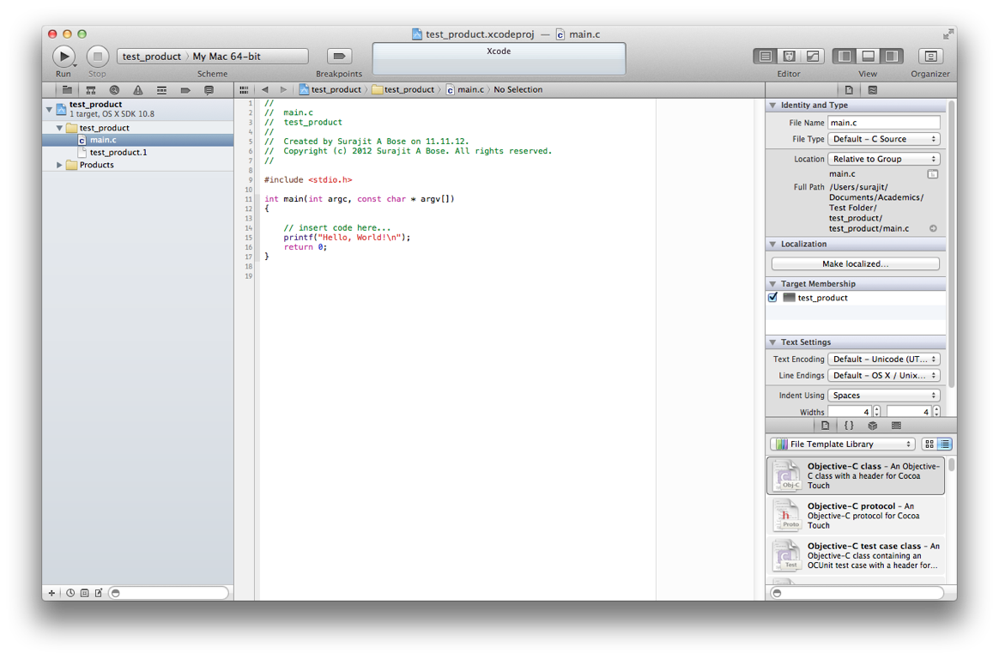 test_product.xcodeproj — main.c
test_product 〉 My Mac 64-bit
Xcode
Run Stop Scheme Breakpoints Editor View Organizer
test_product 〉 test_product 〉 main.c 〉 No Selection
test_product
1 target, OS X SDK 10.8
test_product
main.c
test_product.1
Products
1 //
2 //  main.c
3 //  test_product
4 //
5 //  Created by Surajit A Bose on 11.11.12.
6 //  Copyright (c) 2012 Surajit A Bose. All rights reserved.
7 //
8
9 #include <stdio.h>
10
11 int main(int argc, const char * argv[])
12 {
13
14     // insert code here...
15     printf("Hello, World!\n");
16     return 0;
17 }
18
19
Identity and Type
File Name main.c
File Type Default - C Source
Location Relative to Group
main.c
Full Path /Users/surajit/
Documents/Academics/
Test Folder/
test_product/
test_product/main.c
Localization
Make localized...
Target Membership
test_product
Text Settings
Text Encoding Default - Unicode (UT...
Line Endings Default - OS X / Unix...
Indent Using Spaces
Widths 4 4
{}
File Template Library
Obj-C
Objective-C class - An Objective-
C class with a header for Cocoa
Touch
h
Proto
Objective-C protocol - An
Objective-C protocol for Cocoa
Touch
Test
Objective-C test case class - An
Objective-C class containing an
OCUnit test case with a header for...